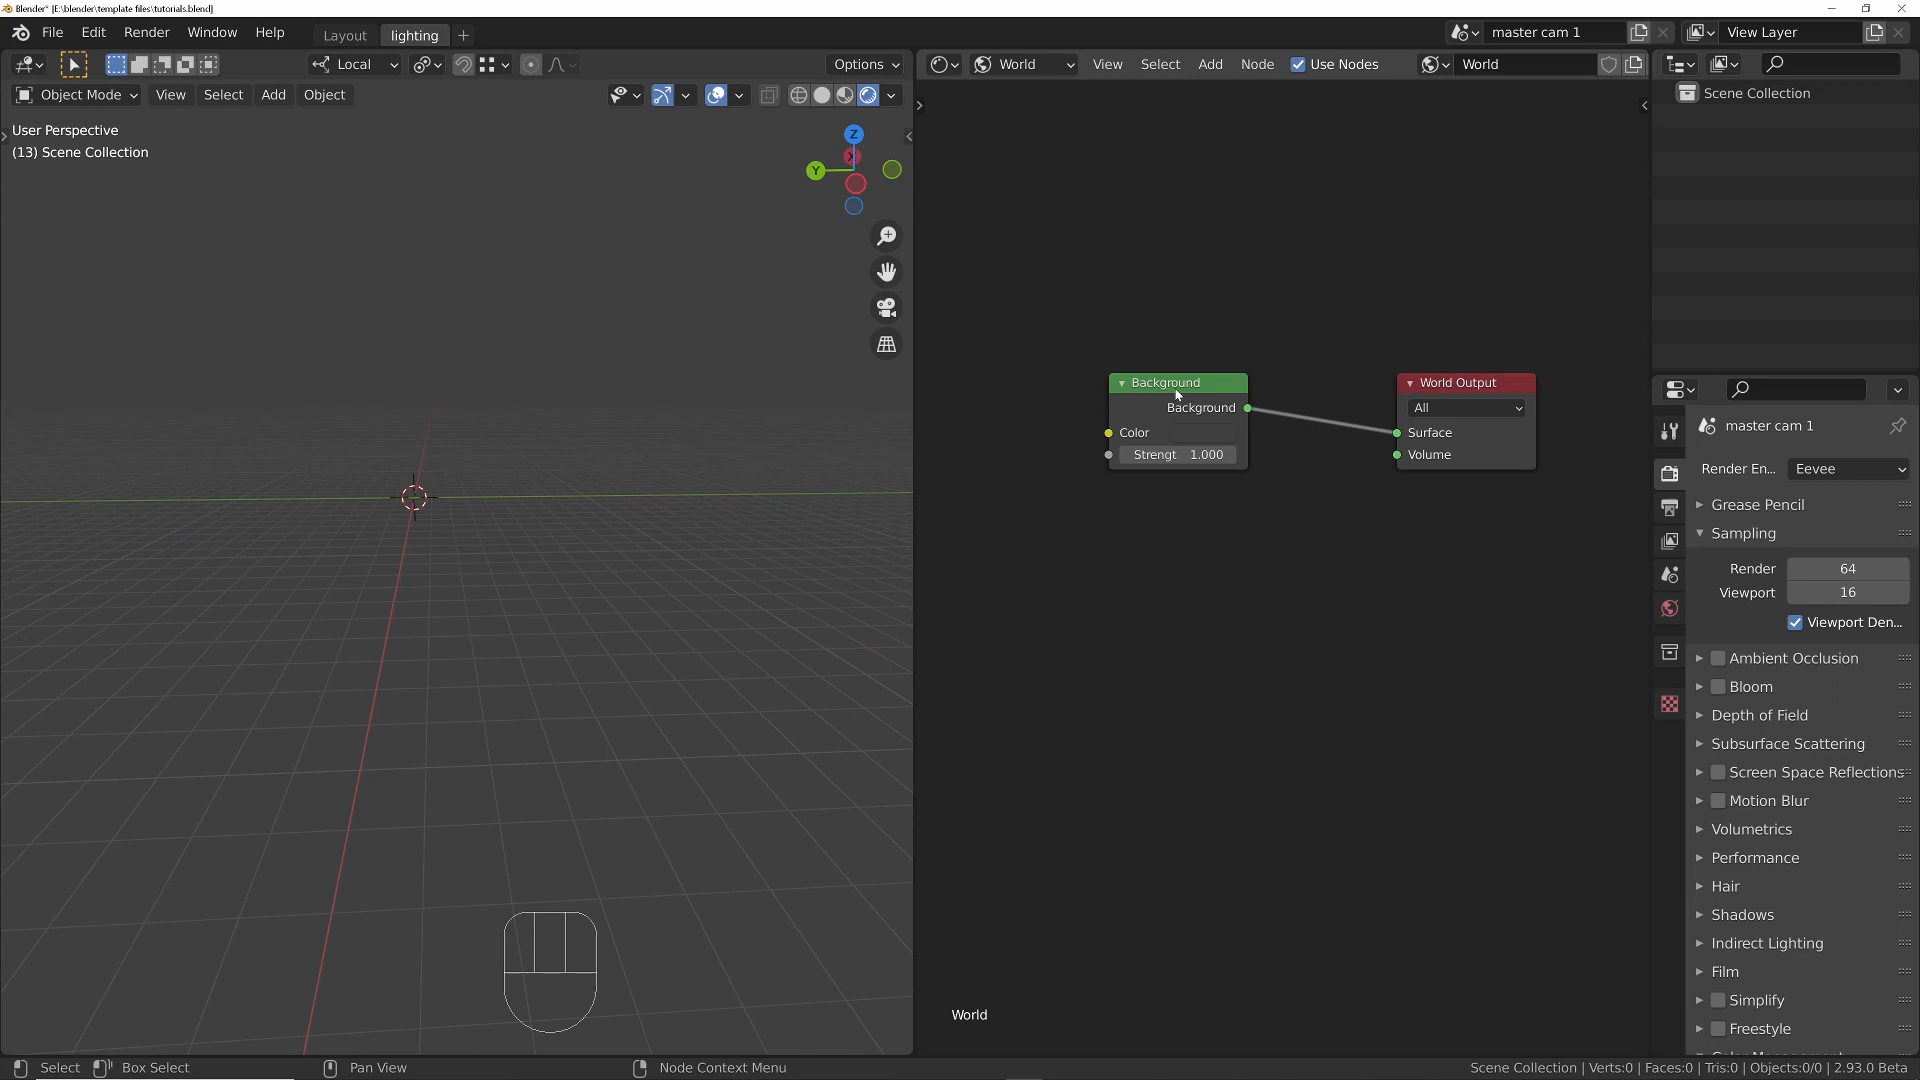 Blender* [E:\blender\template files\tutorials.blend]
File Edit Render Window Help Layout lighting + master cam 1 View Layer
Local Options World View Select Add Node Use Nodes World
Object Mode View Select Add Object
Scene Collection
User Perspective
(13) Scene Collection
Z
X
Y
Background
Background
Color
Strengt 1.000
World Output
All
Surface
Volume
master cam 1
Render En... Eevee
Grease Pencil
Sampling
Render 64
Viewport 16
Viewport Den...
Ambient Occlusion
Bloom
Depth of Field
Subsurface Scattering
Screen Space Reflections
Motion Blur
Volumetrics
Performance
Hair
Shadows
Indirect Lighting
Film
Simplify
Freestyle
World
Select Box Select Pan View Node Context Menu Scene Collection | Verts:0 | Faces:0 | Tris:0 | Objects:0/0 | 2.93.0 Beta